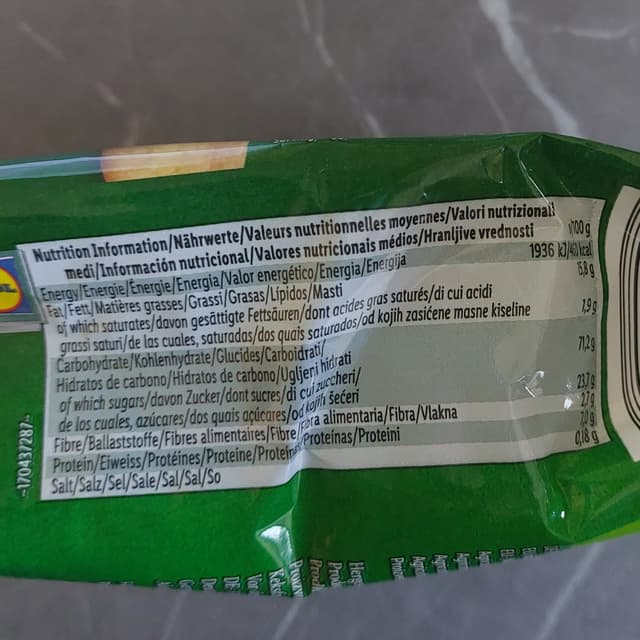 Nutrition Information/Nährwerte/Valeurs nutritionnelles moyennes/Valori nutrizionali
medi/Información nutricional/Valores nutricionais médios/Hranljive vrednosti /100 g
Energy/Energie/Énergie/Energia/Valor energético/Energia/Energija 1936 kJ/ kcal
Fat/Fett/Matières grasses/Grassi/Grasas/Lípidos/Masti 15,8 g
of which saturates/davon gesättigte Fettsäuren/dont acides gras saturés/di cui acidi
grassi saturi/de las cuales, saturadas/dos quais saturados/od kojih zasićene masne kiseline 1,9 g
Carbohydrate/Kohlenhydrate/Glucides/Carboidrati/
Hidratos de carbono/Hidratos de carbono/Ugljeni hidrati 71,2 g
of which sugars/davon Zucker/dont sucres/di cui zuccheri/
de los cuales, azúcares/dos quais açúcares/od kojih šećeri 23,7 g
Fibre/Ballaststoffe/Fibres alimentaires/Fibre/Fibra alimentaria/Fibra/Vlakna 2,7 g
Protein/Eiweiss/Protéines/Proteine/Proteínas/Proteínas/Proteini 7,0 g
Salt/Salz/Sel/Sale/Sal/Sal/So 0,18 g
-170437287-